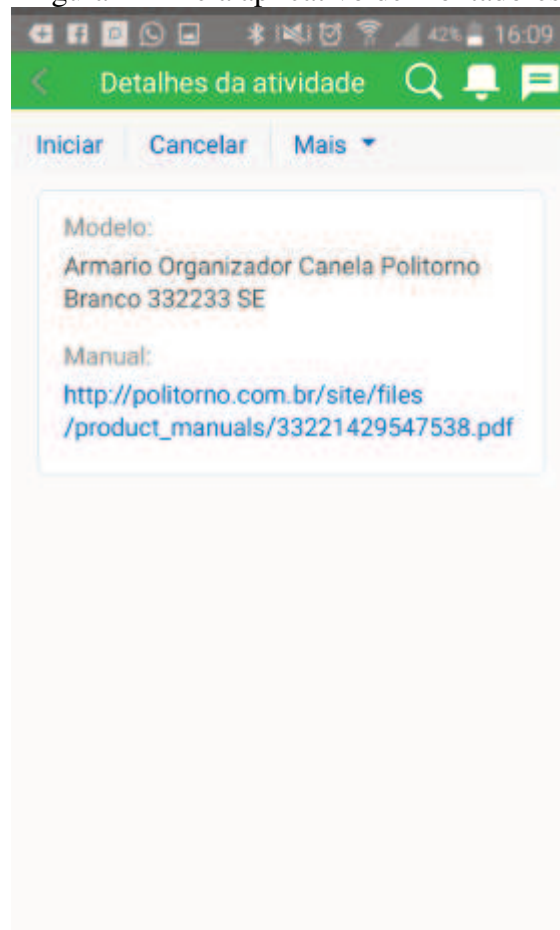 42% 16:09
Detalhes da atividade
Iniciar Cancelar Mais
Modelo:
Armario Organizador Canela Politorno
Branco 332233 SE
Manual:
http://politorno.com.br/site/files
/product_manuals/33221429547538.pdf